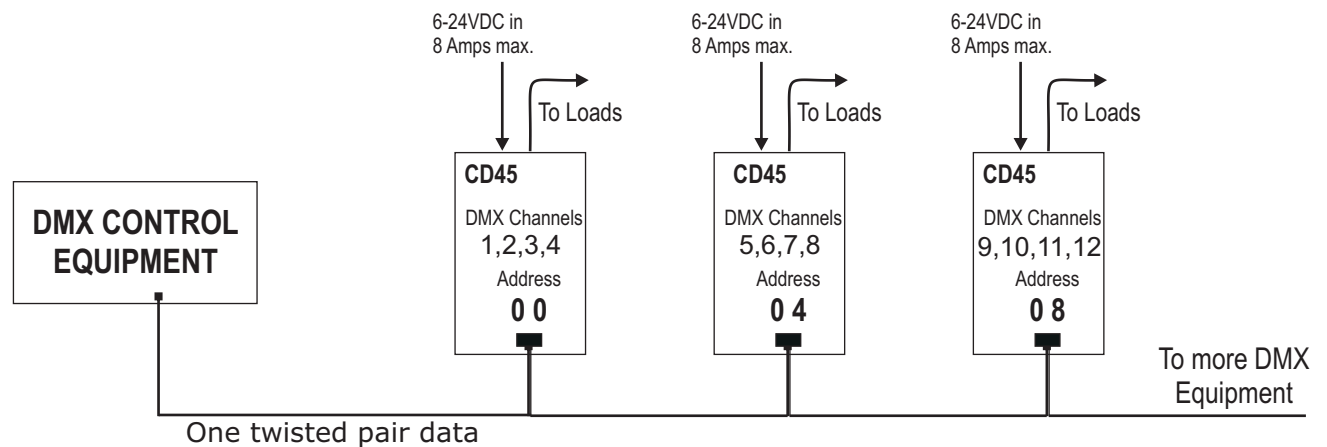 6-24VDC in
8 Amps max.
To Loads
6-24VDC in
8 Amps max.
To Loads
6-24VDC in
8 Amps max.
To Loads
DMX CONTROL
EQUIPMENT
CD45
DMX Channels
1,2,3,4
Address
0 0
CD45
DMX Channels
5,6,7,8
Address
0 4
CD45
DMX Channels
9,10,11,12
Address
0 8
To more DMX
Equipment
One twisted pair data